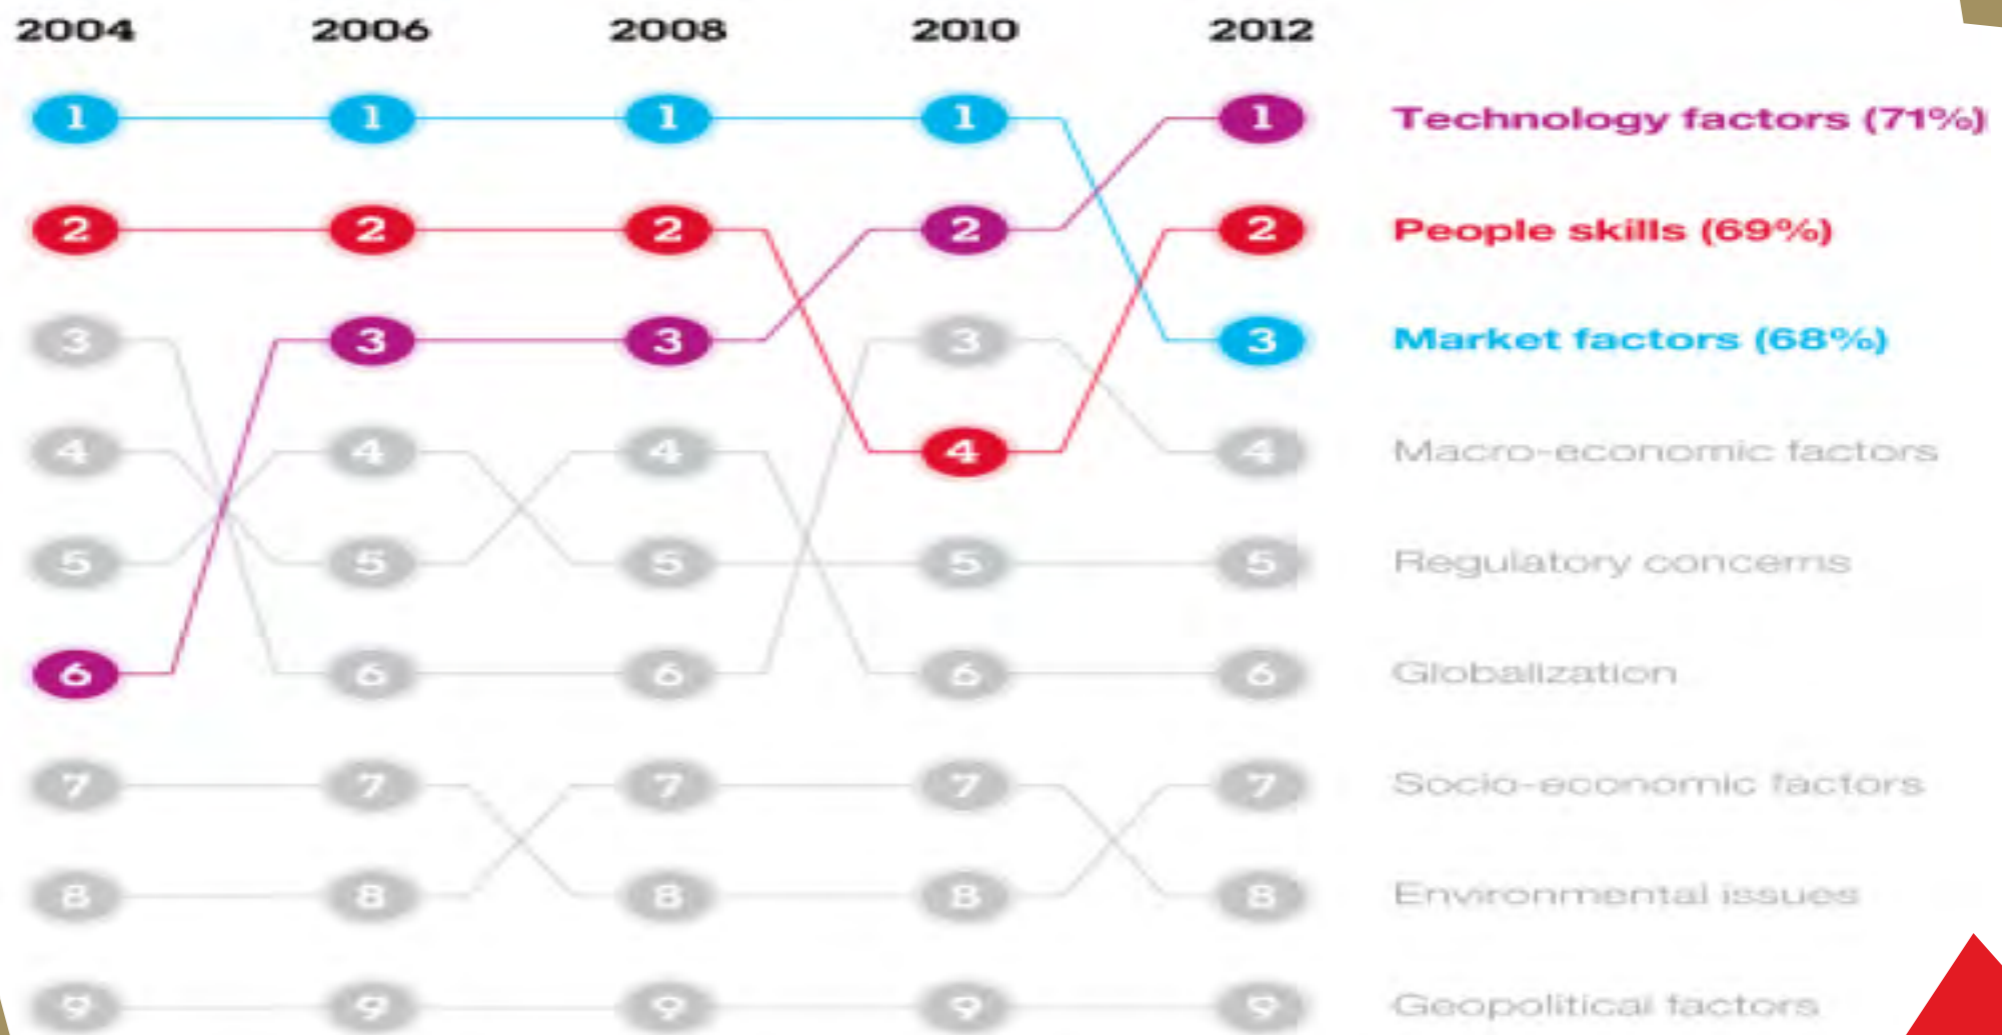 2004 2006 2008 2010 2012
1 1 1 1 1 Technology factors (71%)
2 2 2 2 2 People skills (69%)
3 3 3 3 3 Market factors (68%)
4 4 4 4 4 Macro-economic factors
5 5 5 5 5 Regulatory concerns
6 6 6 6 6 Globalization
7 7 7 7 7 Socio-economic factors
8 8 8 8 8 Environmental issues
9 9 9 9 9 Geopolitical factors